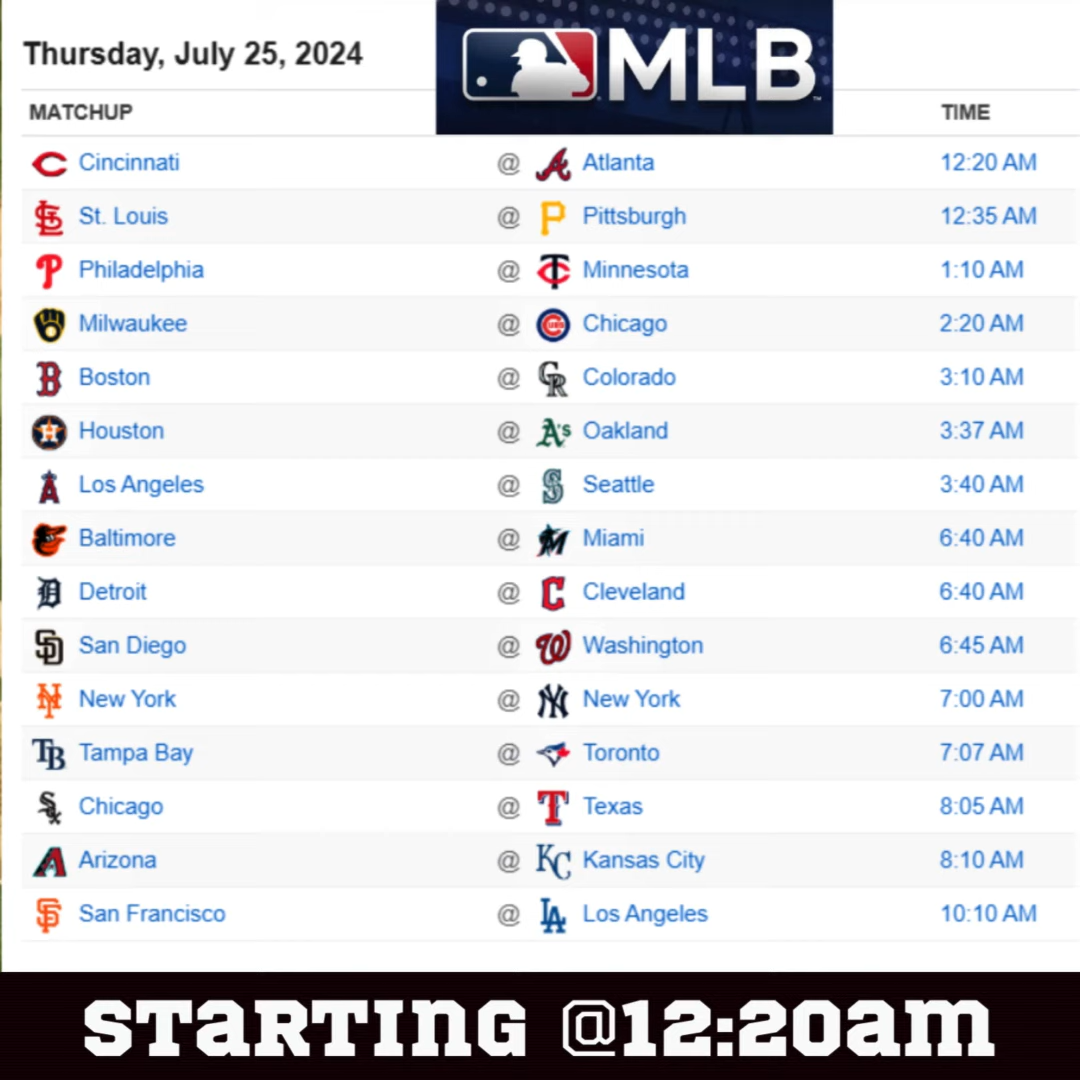 Thursday, July 25, 2024
MLB
MATCHUP TIME
Cincinnati @ Atlanta 12:20 AM
St. Louis @ Pittsburgh 12:35 AM
Philadelphia @ Minnesota 1:10 AM
Milwaukee @ Chicago 2:20 AM
Boston @ Colorado 3:10 AM
Houston @ Oakland 3:37 AM
Los Angeles @ Seattle 3:40 AM
Baltimore @ Miami 6:40 AM
Detroit @ Cleveland 6:40 AM
San Diego @ Washington 6:45 AM
New York @ New York 7:00 AM
Tampa Bay @ Toronto 7:07 AM
Chicago @ Texas 8:05 AM
Arizona @ Kansas City 8:10 AM
San Francisco @ Los Angeles 10:10 AM
STARTING @12:20am